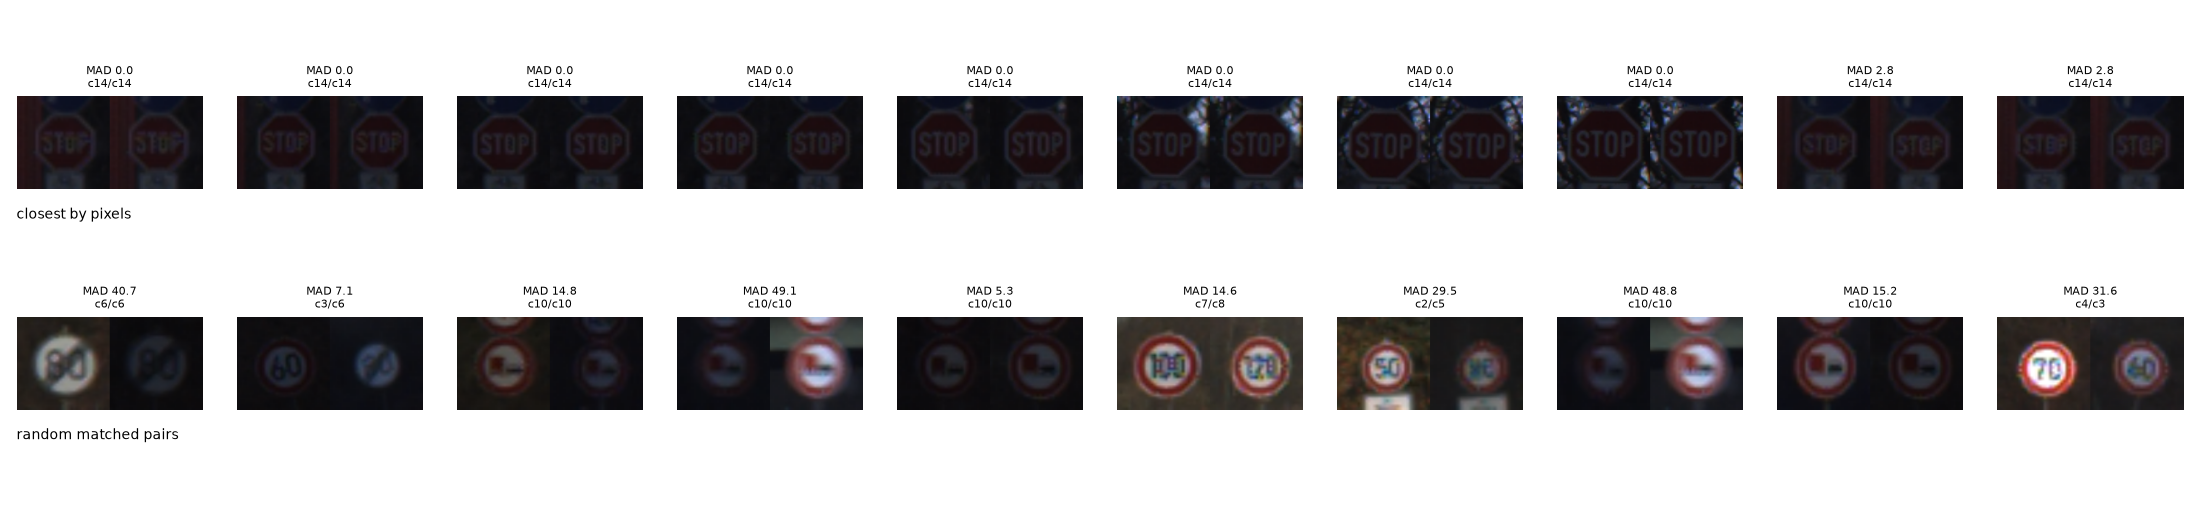 MAD 0.0
c14/c14
MAD 0.0
c14/c14
MAD 0.0
c14/c14
MAD 0.0
c14/c14
MAD 0.0
c14/c14
MAD 0.0
c14/c14
MAD 0.0
c14/c14
MAD 0.0
c14/c14
MAD 2.8
c14/c14
MAD 2.8
c14/c14
STOP STOP
STOP STOP
STOP STOP
STOP STOP
STOP STOP
STOP STOP
STOP STOP
STOP STOP
STOP STOP
STOP STOP
closest by pixels
MAD 40.7
c6/c6
MAD 7.1
c3/c6
MAD 14.8
c10/c10
MAD 49.1
c10/c10
MAD 5.3
c10/c10
MAD 14.6
c7/c8
MAD 29.5
c2/c5
MAD 48.8
c10/c10
MAD 15.2
c10/c10
MAD 31.6
c4/c3
80 80
60
50
70 60
random matched pairs